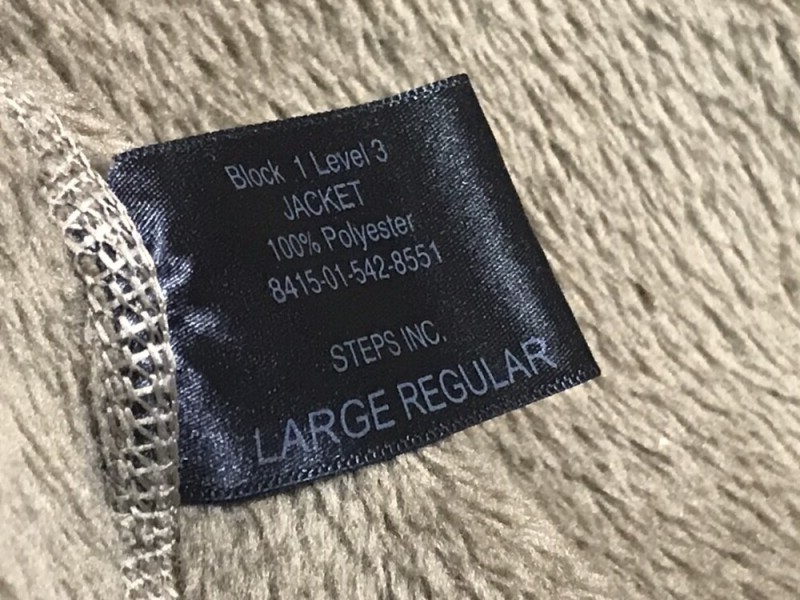 Block 1 Level 3
JACKET
100% Polyester
8415-01-542-8551
STEPS INC.
LARGE REGULAR